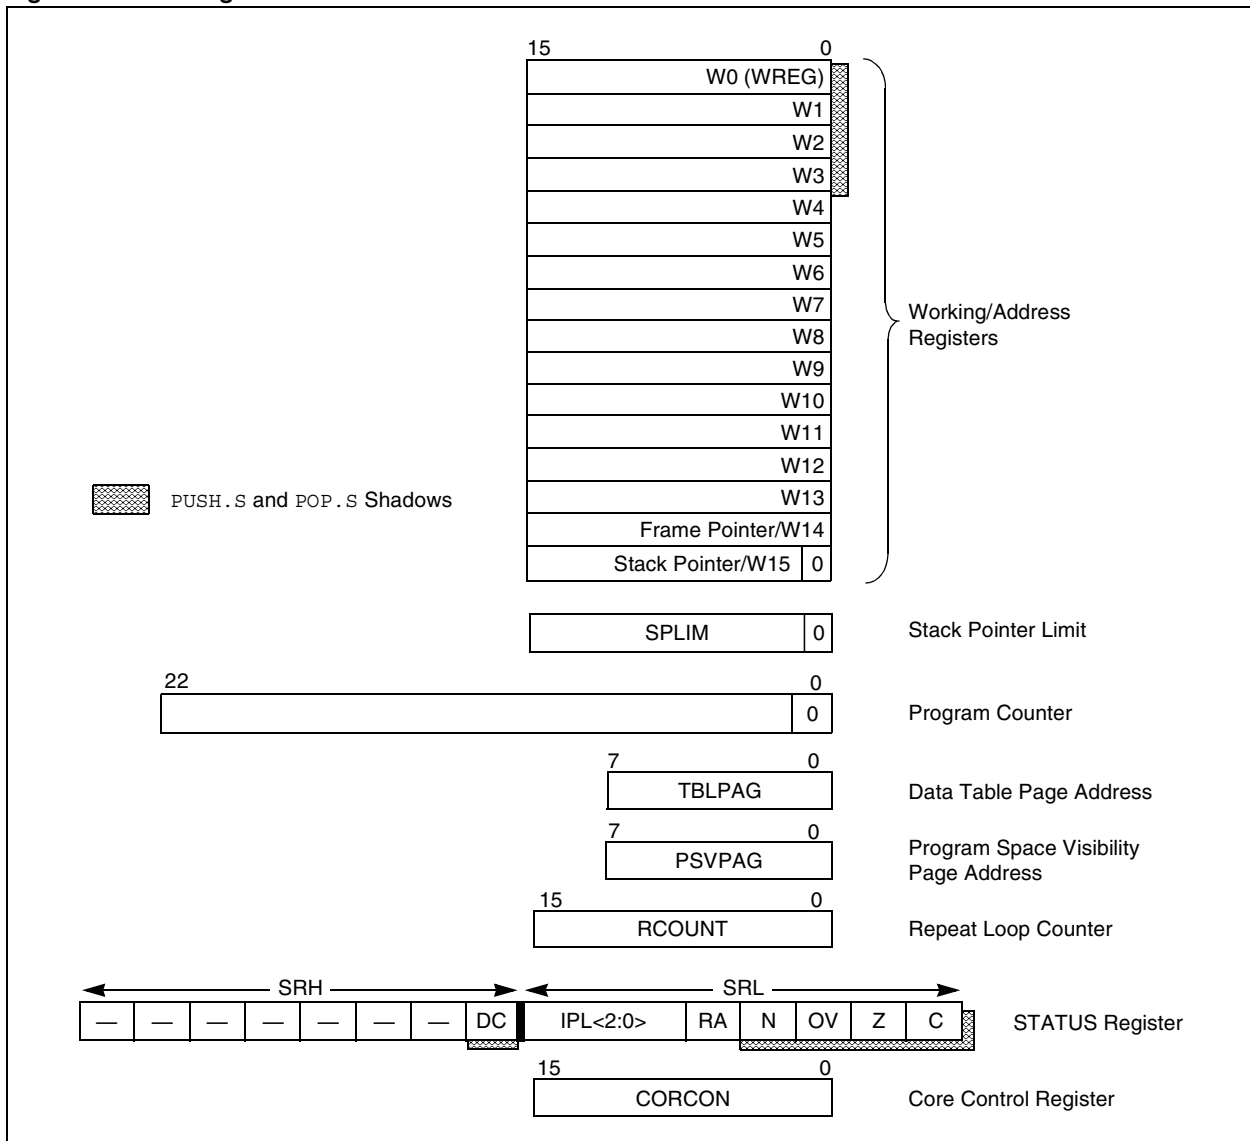 15 0
W0 (WREG)
W1
W2
W3
W4
W5
W6
W7
W8
W9
W10
W11
W12
W13
Frame Pointer/W14
Stack Pointer/W15 0
Working/Address
Registers
PUSH.S and POP.S Shadows
SPLIM 0 Stack Pointer Limit
22 0
0 Program Counter
7 0
TBLPAG Data Table Page Address
7 0
PSVPAG Program Space Visibility
Page Address
15 0
RCOUNT Repeat Loop Counter
SRH SRL
— — — — — — — DC IPL<2:0> RA N OV Z C STATUS Register
15 0
CORCON Core Control Register